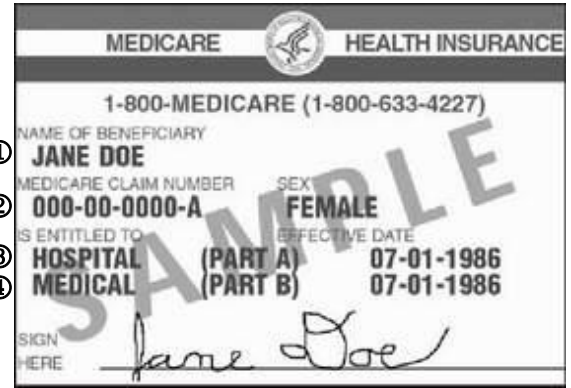 MEDICARE HEALTH INSURANCE
1-800-MEDICARE (1-800-633-4227)
NAME OF BENEFICIARY
① JANE DOE
MEDICARE CLAIM NUMBER SEX
② 000-00-0000-A FEMALE
IS ENTITLED TO EFFECTIVE DATE
③ HOSPITAL (PART A) 07-01-1986
④ MEDICAL (PART B) 07-01-1986
SAMPLE
SIGN
HERE Jane Doe